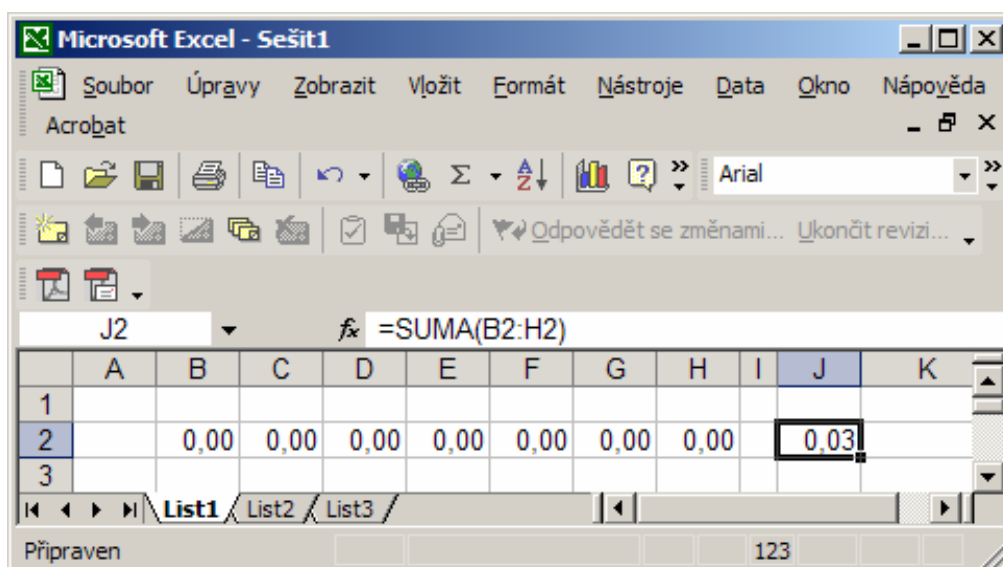 Microsoft Excel - Sešit1
Soubor Úpravy Zobrazit Vložit Formát Nástroje Data Okno Nápověda
Acrobat
Σ A Z ? » Arial »
Odpovědět se změnami... Ukončit revizi...
J2 fx =SUMA(B2:H2)
A B C D E F G H I J K
1
2 0,00 0,00 0,00 0,00 0,00 0,00 0,00 0,03
3
List1 List2 List3
Připraven 123